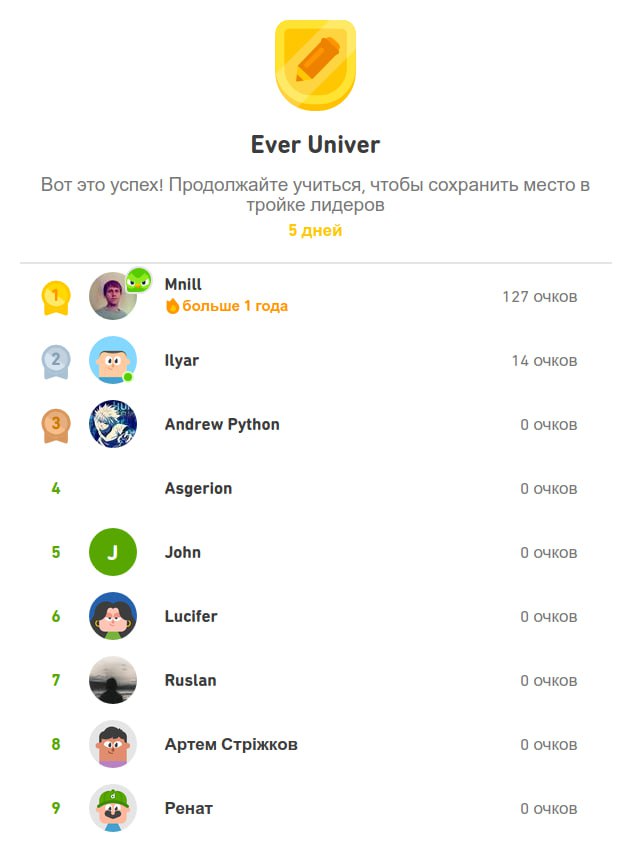 Ever Univer
Вот это успех! Продолжайте учиться, чтобы сохранить место в
тройке лидеров
5 дней
1
Mnill
больше 1 года
127 очков
2
Ilyar
14 очков
3
Andrew Python
0 очков
4
Asgerion
0 очков
5
J
John
0 очков
6
Lucifer
0 очков
7
Ruslan
0 очков
8
Артем Стріжков
0 очков
9
Ренат
0 очков